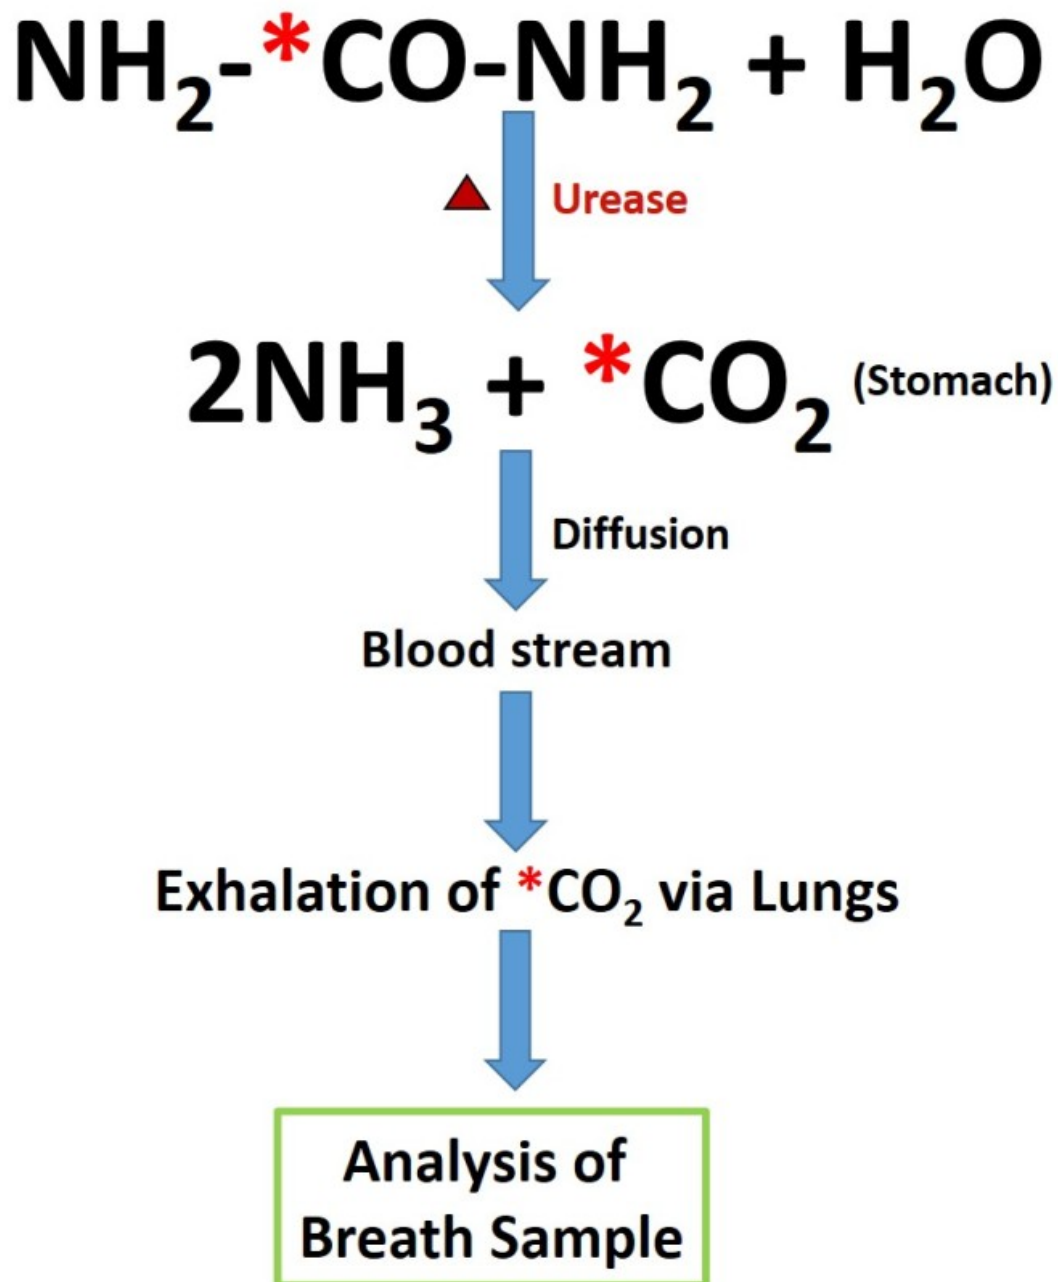 NH₂-*CO-NH₂ + H₂O
Urease
2NH₃ + *CO₂ (Stomach)
Diffusion
Blood stream
Exhalation of *CO₂ via Lungs
Analysis of
Breath Sample